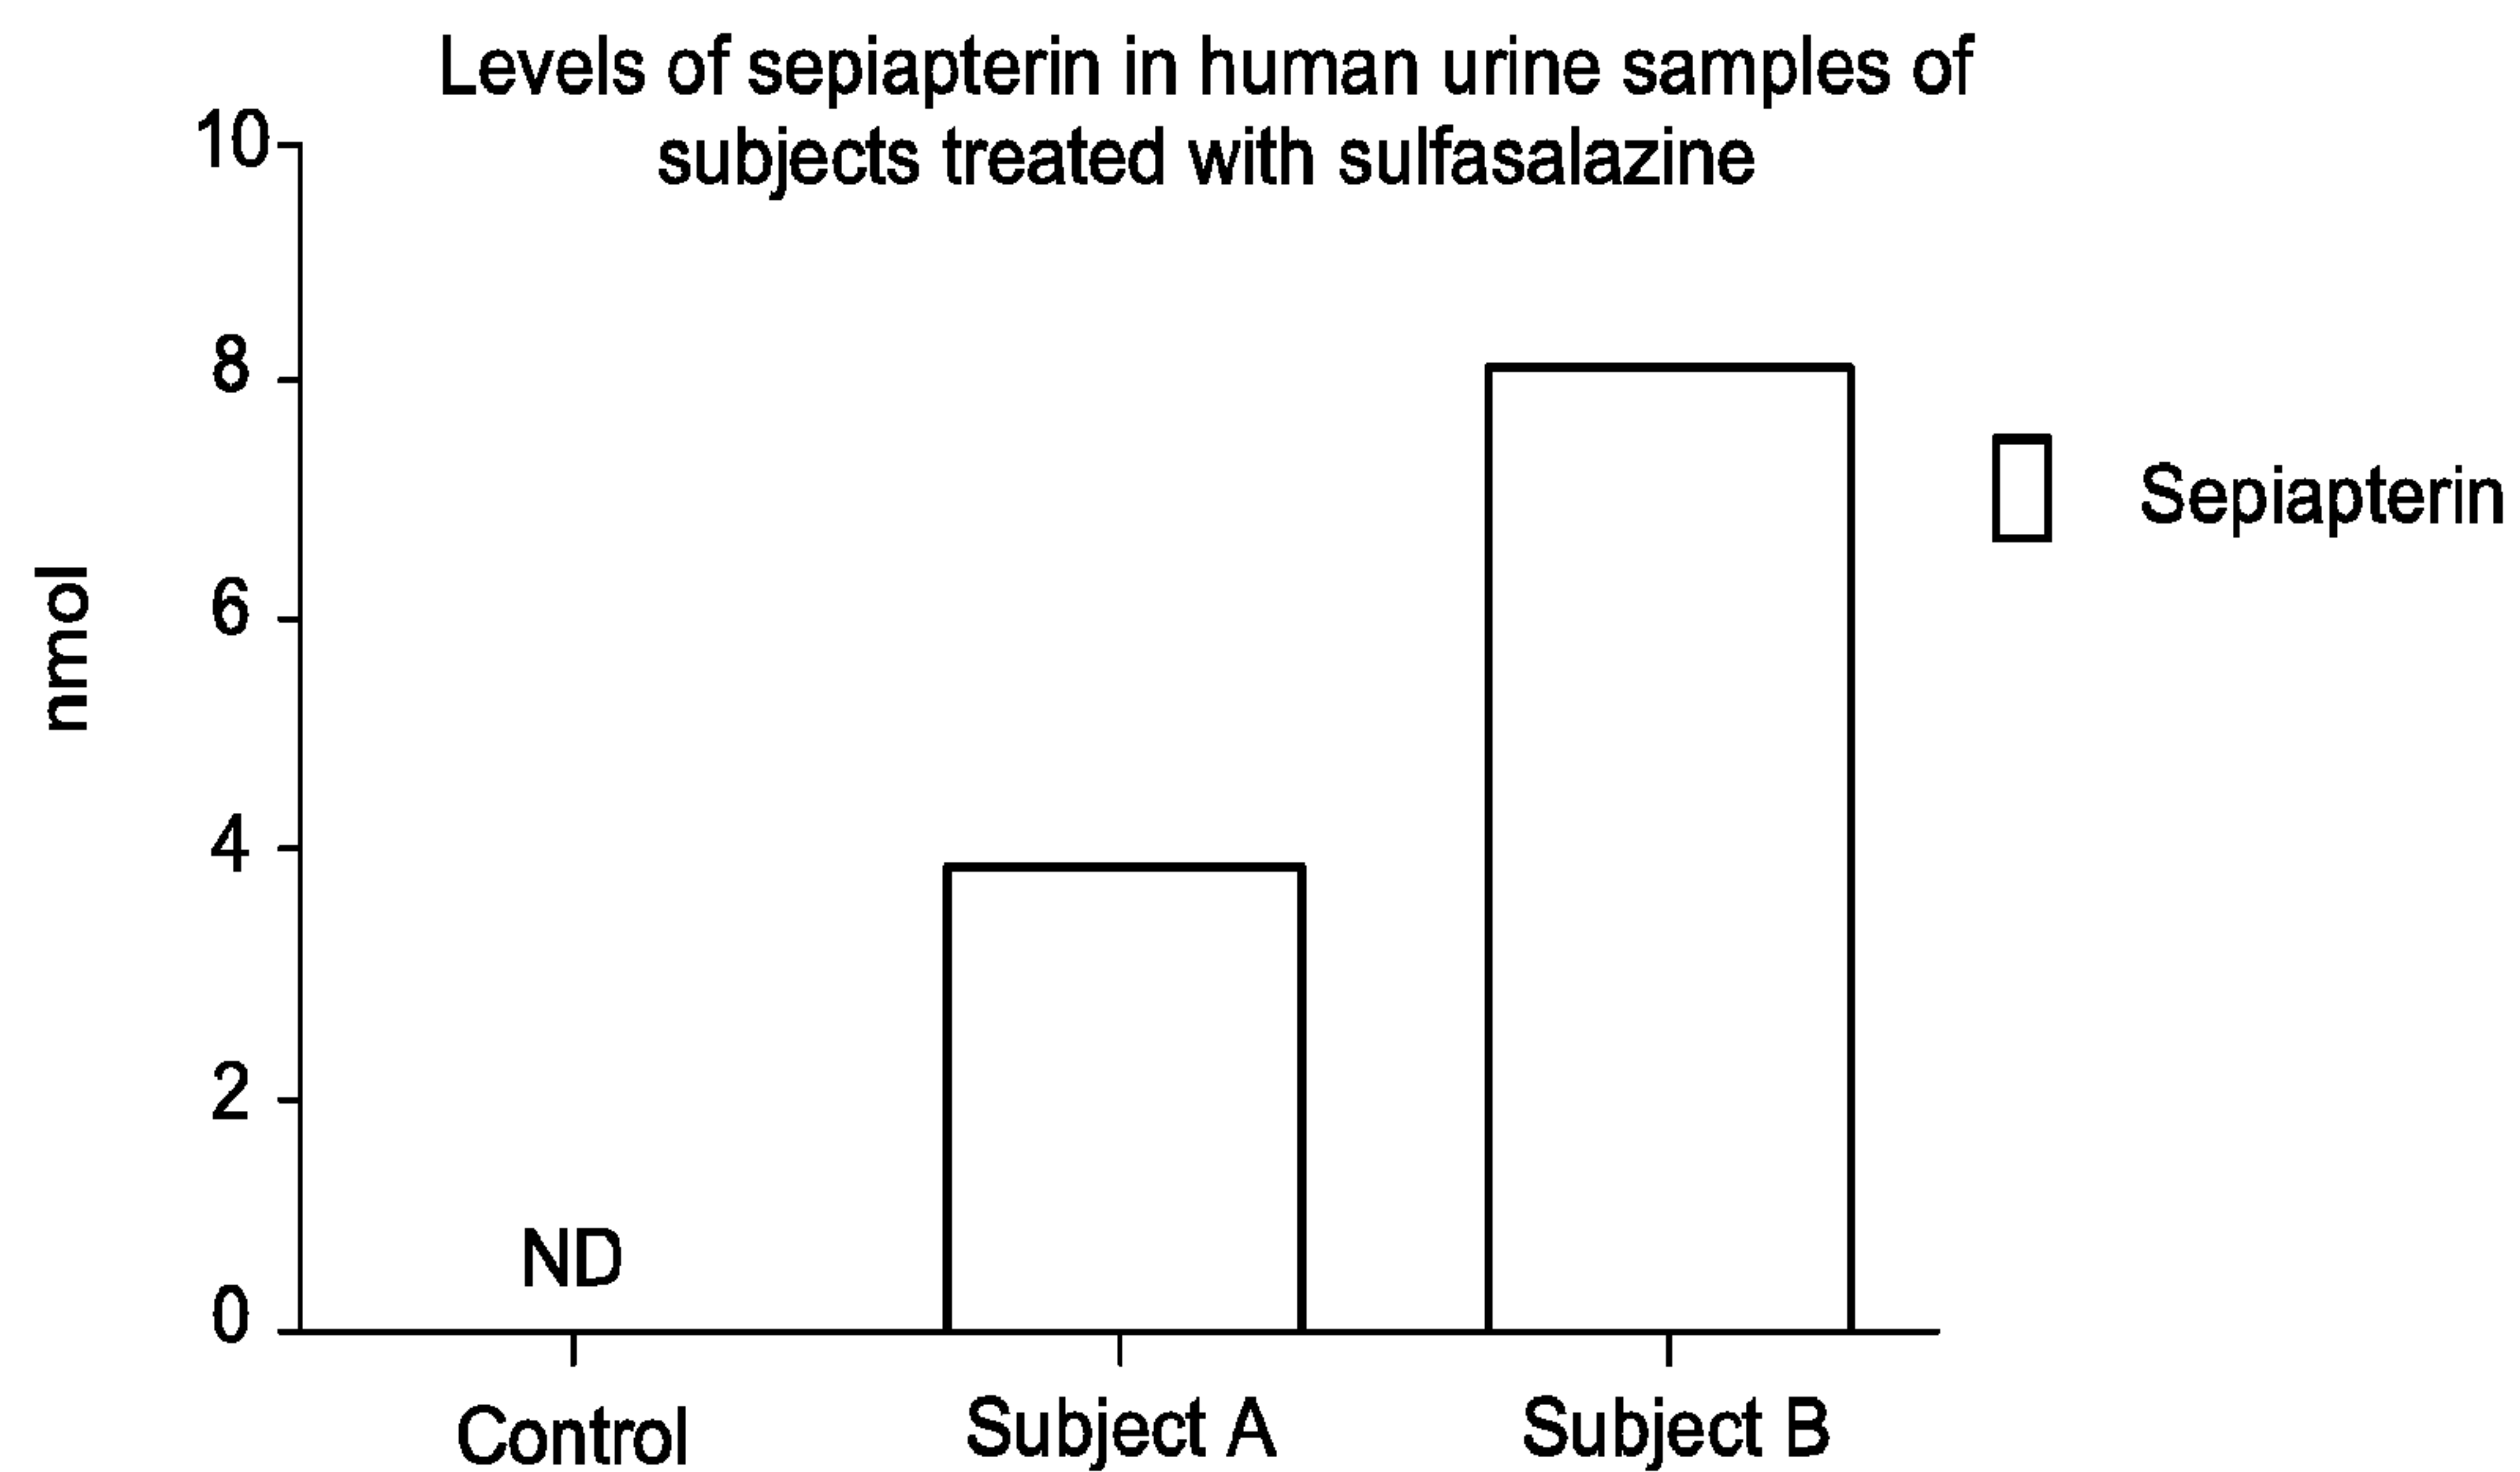 Levels of sepiapterin in human urine samples of
subjects treated with sulfasalazine
10
8
6
4
2
0
nmol
ND
Control
Subject A
Subject B
Sepiapterin